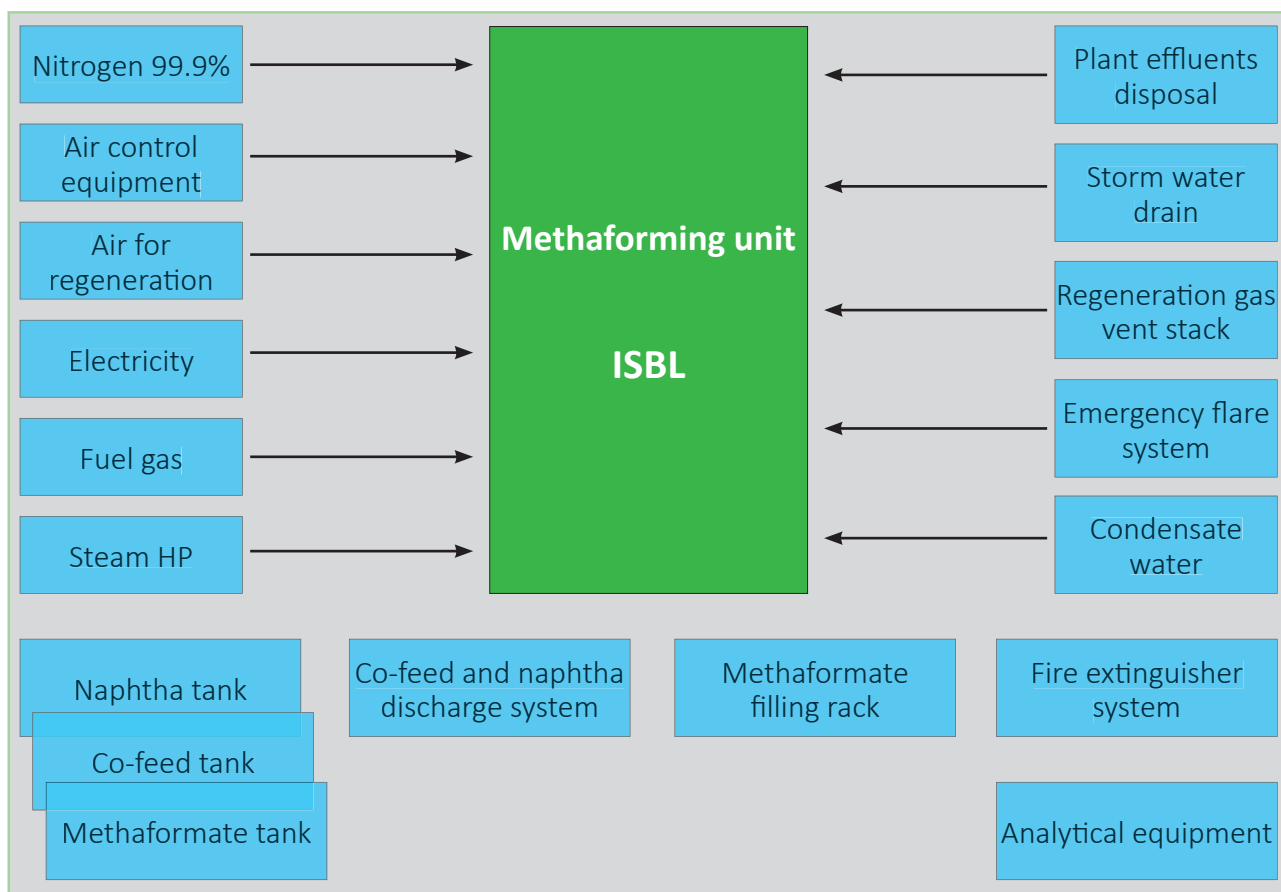 Nitrogen 99.9%
Air control
equipment
Air for
regeneration
Electricity
Fuel gas
Steam HP
Methaforming unit
ISBL
Plant effluents
disposal
Storm water
drain
Regeneration gas
vent stack
Emergency flare
system
Condensate
water
Naphtha tank
Co-feed tank
Methaformate tank
Co-feed and naphtha
discharge system
Methaformate
filling rack
Fire extinguisher
system
Analytical equipment